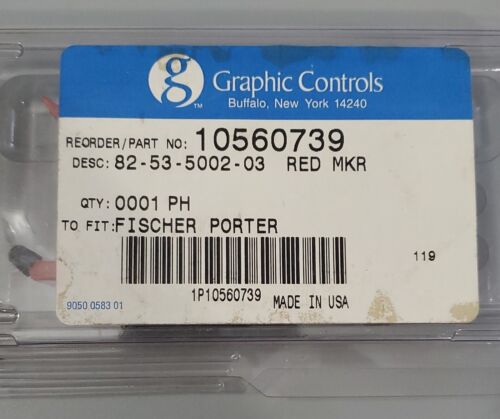 g
TM
Graphic Controls
Buffalo, New York 14240
REORDER/PART NO: 10560739
DESC: 82-53-5002-03 RED MKR
QTY: 0001 PH
TO FIT: FISCHER PORTER
119
1P10560739
MADE IN USA
9050 0583 01